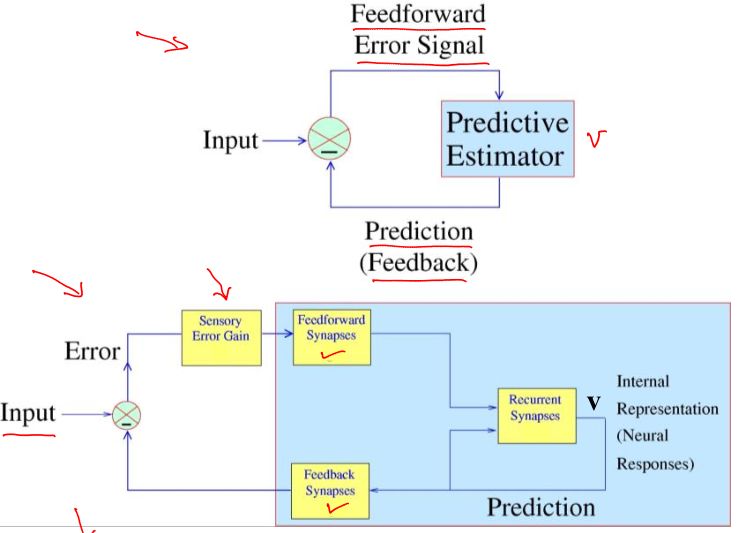 Feedforward
Error Signal
Input
Predictive
Estimator
v
Prediction
(Feedback)
Sensory
Error Gain
Feedforward
Synapses
Error
Input
Recurrent
Synapses
v
Internal
Representation
(Neural
Responses)
Feedback
Synapses
Prediction